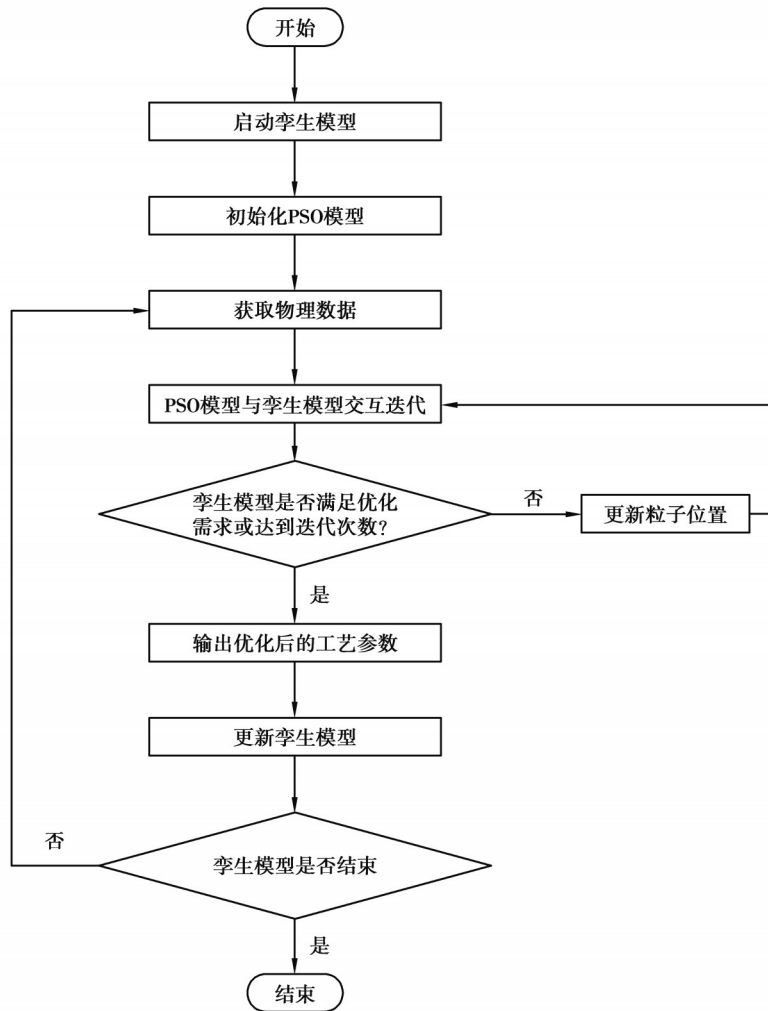 开始
启动孪生模型
初始化PSO模型
获取物理数据
PSO模型与孪生模型交互迭代
孪生模型是否满足优化
需求或达到迭代次数？
否
更新粒子位置
是
输出优化后的工艺参数
更新孪生模型
否
孪生模型是否结束
是
结束